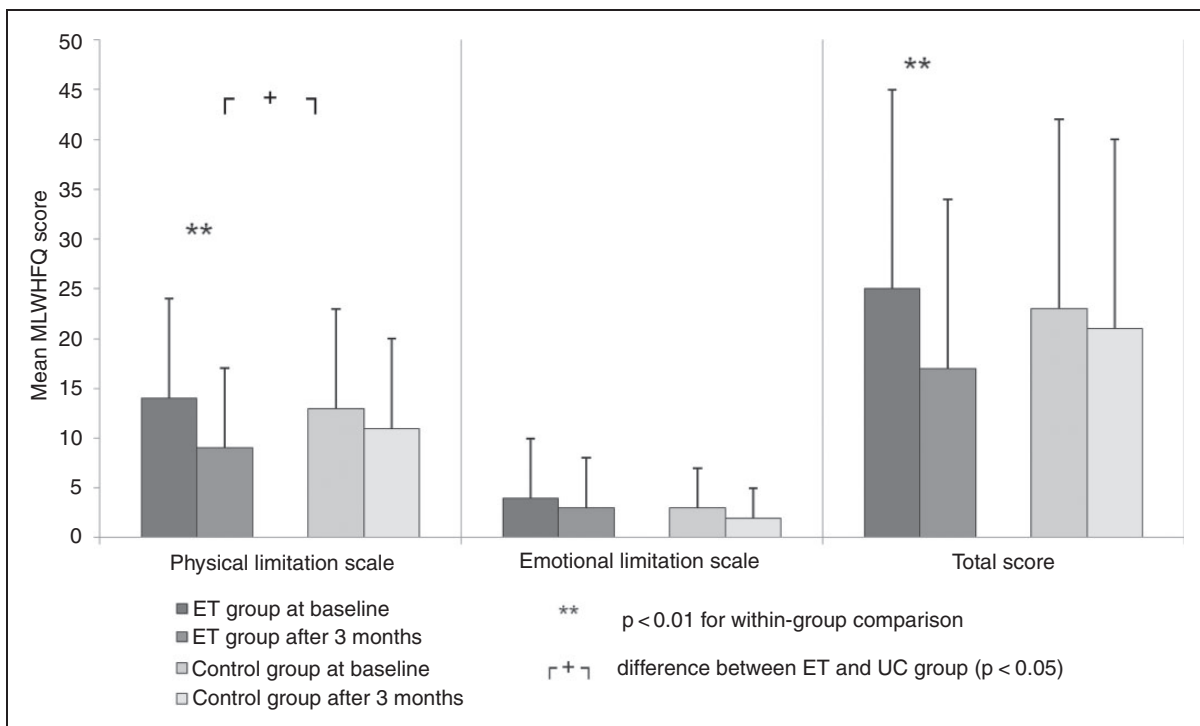 50
45
40
35
30
25
20
15
10
5
0
Mean MLWHFQ score
+
**
**
Physical limitation scale
Emotional limitation scale
Total score
ET group at baseline
ET group after 3 months
Control group at baseline
Control group after 3 months
** p < 0.01 for within-group comparison
+ difference between ET and UC group (p < 0.05)